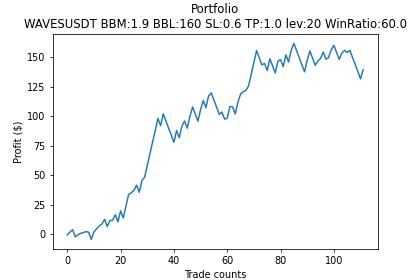 Portfolio
WAVESUSDT BBM:1.9 BBL:160 SL:0.6 TP:1.0 lev:20 WinRatio:60.0
Profit ($)
150
125
100
75
50
25
0
0 20 40 60 80 100
Trade counts